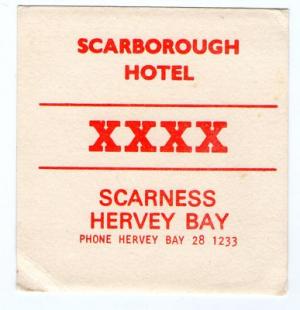 SCARBOROUGH
HOTEL
XXXX
SCARNESS
HERVEY BAY
PHONE HERVEY BAY 28 1233